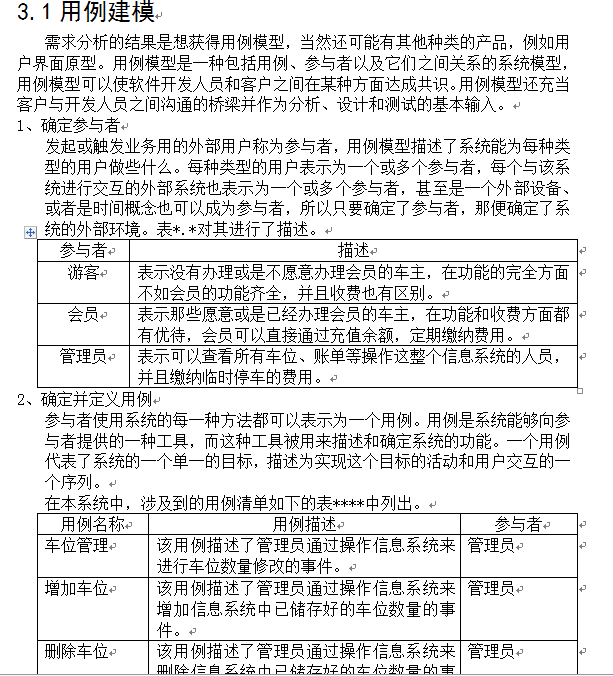 3.1用例建模
需求分析的结果是想获得用例模型，当然还可能有其他种类的产品，例如用
户界面原型。用例模型是一种包括用例、参与者以及它们之间关系的系统模型，
用例模型可以使软件开发人员和客户之间在某种方面达成共识。用例模型还充当
客户与开发人员之间沟通的桥梁并作为分析、设计和测试的基本输入。
1、确定参与者
发起或触发业务用的外部用户称为参与者，用例模型描述了系统能为每种类
型的用户做些什么。每种类型的用户表示为一个或多个参与者，每个与该系
统进行交互的外部系统也表示为一个或多个参与者，甚至是一个外部设备、
或者是时间概念也可以成为参与者，所以只要确定了参与者，那便确定了系
统的外部环境。表*.*对其进行了描述。
参与者 描述
游客 表示没有办理或是不愿意办理会员的车主，在功能的完全方面
不如会员的功能齐全，并且收费也有区别。
会员 表示那些愿意或是已经办理会员的车主，在功能和收费方面都
有优待，会员可以直接通过充值余额，定期缴纳费用。
管理员 表示可以查看所有车位、账单等操作这整个信息系统的人员，
并且缴纳临时停车的费用。
2、确定并定义用例
参与者使用系统的每一种方法都可以表示为一个用例。用例是系统能够向参
与者提供的一种工具，而这种工具被用来描述和确定系统的功能。一个用例
代表了系统的一个单一的目标，描述为实现这个目标的活动和用户交互的一
个序列。
在本系统中，涉及到的用例清单如下的表****中列出。
用例名称 用例描述 参与者
车位管理 该用例描述了管理员通过操作信息系统来 管理员
进行车位数量修改的事件。
增加车位 该用例描述了管理员通过操作信息系统来 管理员
增加信息系统中已储存好的车位数量的事
件。
删除车位 该用例描述了管理员通过操作信息系统来 管理员
删除信息系统中已储存好的车位数量的事